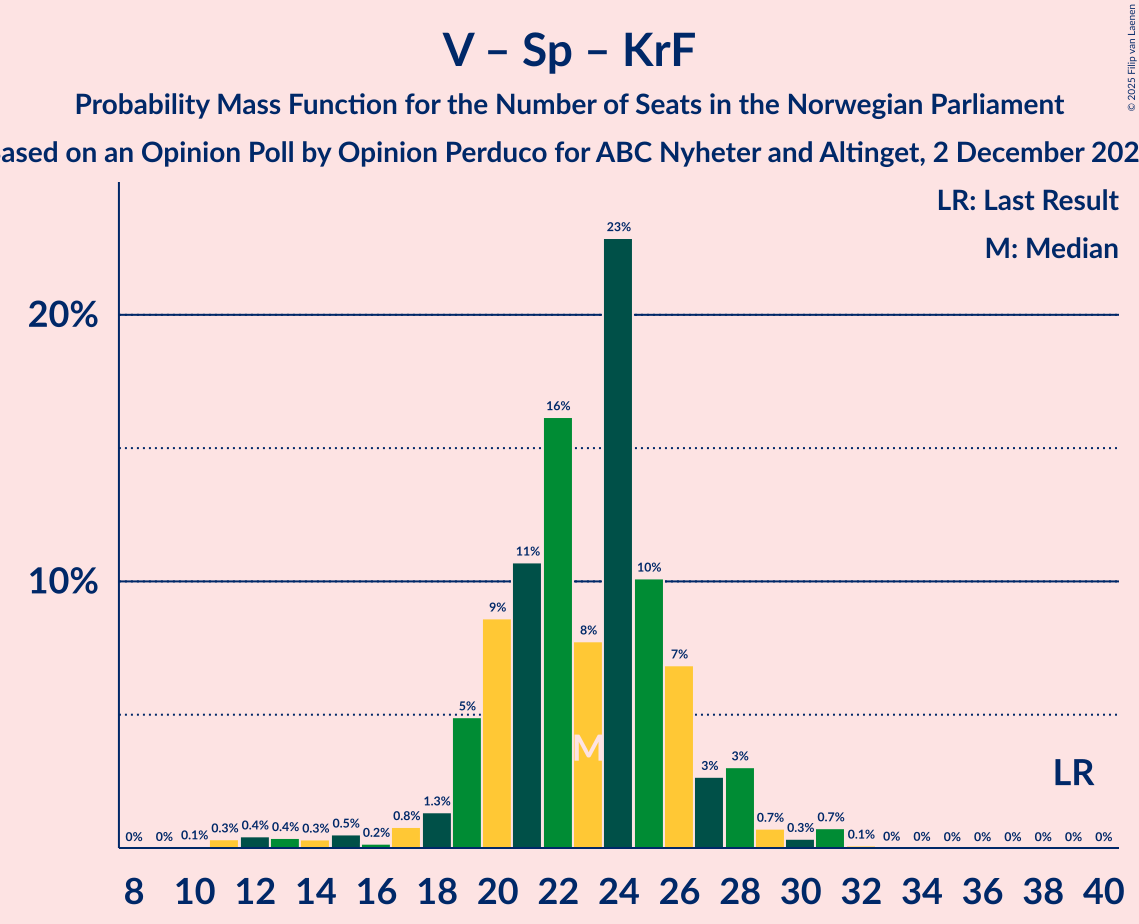 V – Sp – KrF
Probability Mass Function for the Number of Seats in the Norwegian Parliament
ased on an Opinion Poll by Opinion Perduco for ABC Nyheter and Altinget, 2 December 202
© 2025 Filip van Laenen
LR: Last Result
M: Median
20%
10%
0% 0% 0.1% 0.3% 0.4% 0.4% 0.3% 0.5% 0.2% 0.8% 1.3% 5% 9% 11% 16% 8% 23% 10% 7% 3% 3% 0.7% 0.3% 0.7% 0.1% 0% 0% 0% 0% 0% 0% 0% 0%
M
LR
8 10 12 14 16 18 20 22 24 26 28 30 32 34 36 38 40